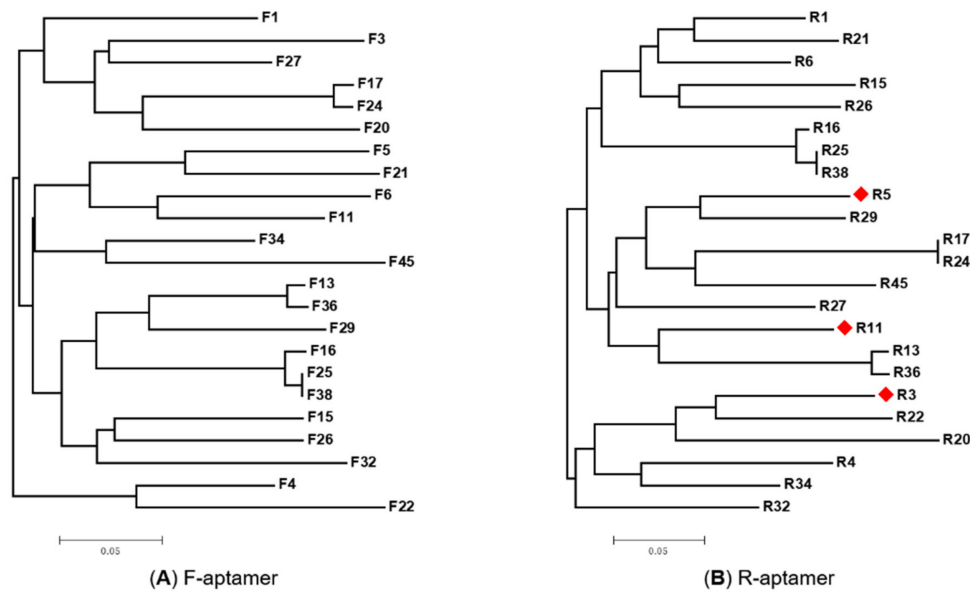 F1
F3
F27
F17
F24
F20
F5
F21
F6
F11
F34
F45
F13
F36
F29
F16
F25
F38
F15
F26
F32
F4
F22
0.05
(A) F-aptamer
R1
R21
R6
R15
R26
R16
R25
R38
R5
R29
R17
R24
R45
R27
R11
R13
R36
R3
R22
R20
R4
R34
R32
0.05
(B) R-aptamer